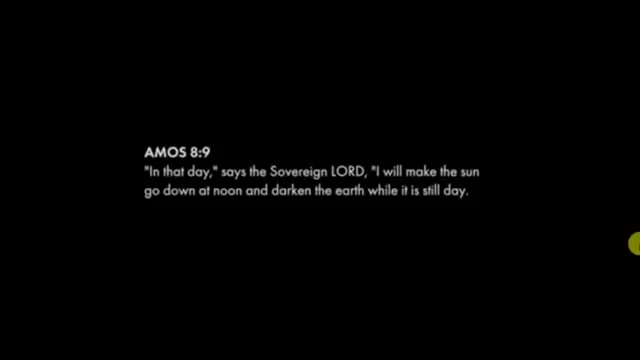 AMOS 8:9
"In that day," says the Sovereign LORD, "I will make the sun
go down at noon and darken the earth while it is still day.